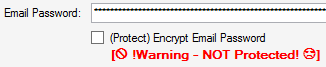 Email Password: ********************************************************
(Protect) Encrypt Email Password
[🚫 !Warning - NOT Protected! 😒]